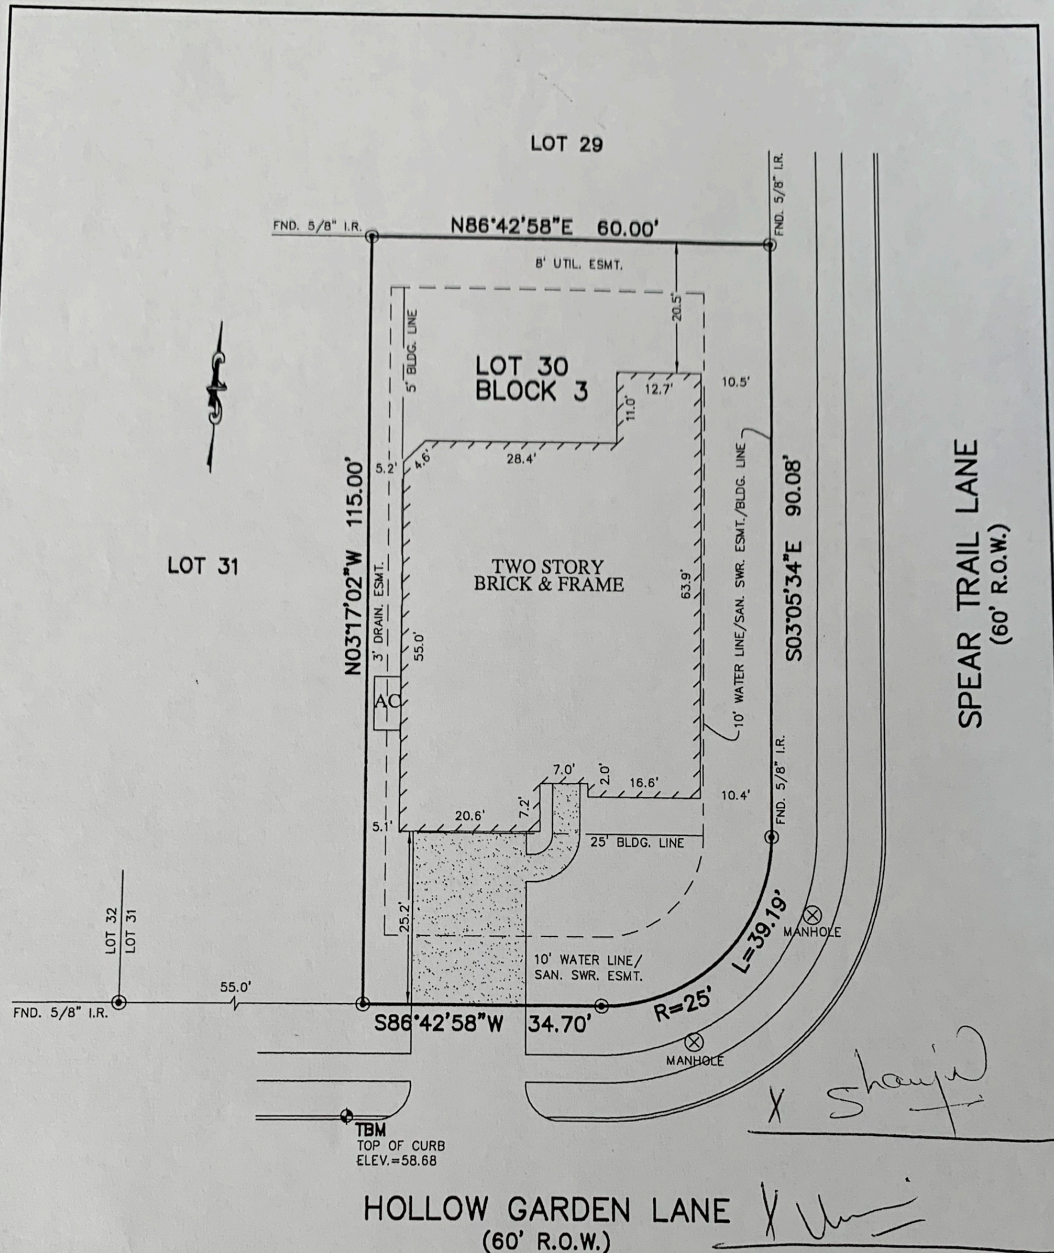 LOT 29
FND. 5/8" I.R.
N86°42'58"E 60.00'
FND. 5/8" I.R.
8' UTIL. ESMT.
20.5'
5' BLDG. LINE
LOT 30
BLOCK 3
12.7'
10.5'
11.0'
28.4'
4.6'
5.2'
N03°17'02"W 115.00'
LOT 31
3' DRAIN. ESMT.
55.0'
TWO STORY
BRICK & FRAME
63.9'
10' WATER LINE/SAN. SWR. ESMT./BLDG. LINE
S03°05'34"E 90.08'
SPEAR TRAIL LANE
(60' R.O.W.)
AC
7.0'
2.0'
16.6'
10.4'
FND. 5/8" I.R.
20.6'
7.2'
5.1'
25' BLDG. LINE
25.2'
LOT 32
LOT 31
10' WATER LINE/
SAN. SWR. ESMT.
L=39.19'
R=25'
MANHOLE
55.0'
FND. 5/8" I.R.
S86°42'58"W 34.70'
MANHOLE
X
TBM
TOP OF CURB
ELEV.=58.68
HOLLOW GARDEN LANE
(60' R.O.W.)
X